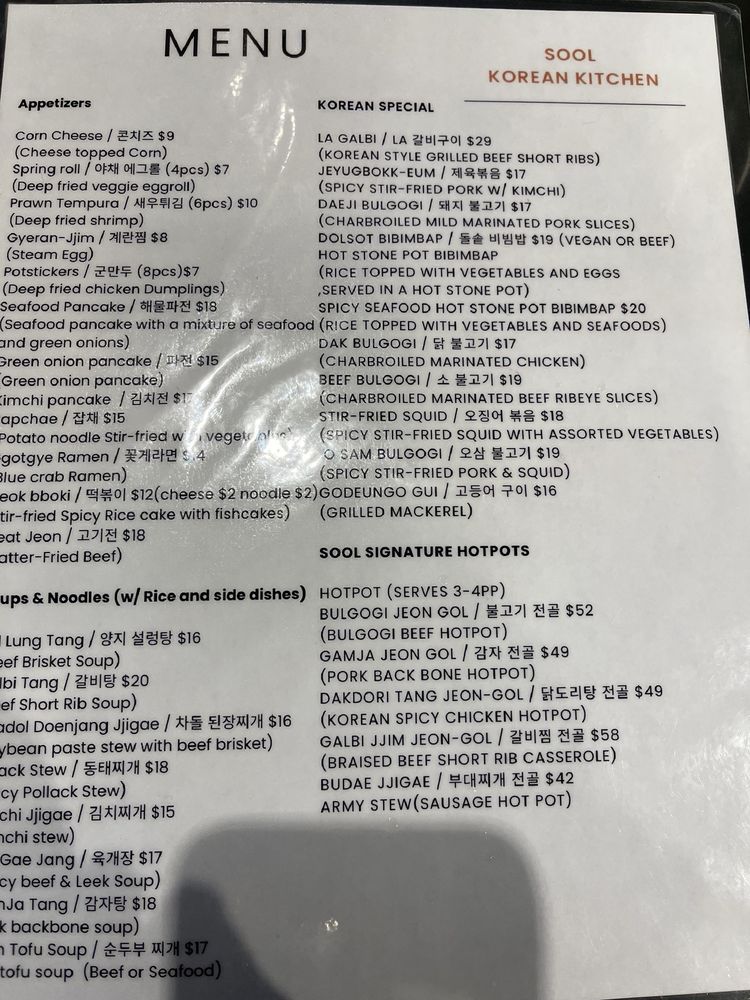 MENU
SOOL
KOREAN KITCHEN
Appetizers
Corn Cheese / 콘치즈 $9
(Cheese topped Corn)
Spring roll / 야채 에그롤 (4pcs) $7
(Deep fried veggie eggroll)
Prawn Tempura / 새우튀김 (6pcs) $10
(Deep fried shrimp)
Gyeran-Jjim / 계란찜 $8
(Steam Egg)
Potstickers / 군만두 (8pcs)$7
(Deep fried chicken Dumplings)
Seafood Pancake / 해물파전 $18
(Seafood pancake with a mixture of seafood
and green onions)
Green onion pancake / 파전 $15
(Green onion pancake)
imchi pancake / 김치전
apchae / 잡채 $15
Potato noodle Stir-fried with vegetables)
gotgye Ramen / 꽃게라면
Blue crab Ramen)
eok bboki / 떡볶이 $12(cheese $2 noodle $2)
tir-fried Spicy Rice cake with fishcakes)
eat Jeon / 고기전 $18
atter-Fried Beef)
ups & Noodles (w/ Rice and side dishes)
l Lung Tang / 양지 설렁탕 $16
eef Brisket Soup)
lbi Tang / 갈비탕 $20
ef Short Rib Soup)
adol Doenjang Jjigae / 차돌 된장찌개 $16
ybean paste stew with beef brisket)
ack Stew / 동태찌개 $18
cy Pollack Stew)
chi Jjigae / 김치찌개 $15
nchi stew)
Gae Jang / 육개장 $17
cy beef & Leek Soup)
nJa Tang / 감자탕 $18
k backbone soup)
n Tofu Soup / 순두부 찌개 $17
tofu soup (Beef or Seafood)
KOREAN SPECIAL
LA GALBI / LA 갈비구이 $29
(KOREAN STYLE GRILLED BEEF SHORT RIBS)
JEYUGBOKK-EUM / 제육볶음 $17
(SPICY STIR-FRIED PORK W/ KIMCHI)
DAEJI BULGOGI / 돼지 불고기 $17
(CHARBROILED MILD MARINATED PORK SLICES)
DOLSOT BIBIMBAP / 돌솥 비빔밥 $19 (VEGAN OR BEEF)
HOT STONE POT BIBIMBAP
(RICE TOPPED WITH VEGETABLES AND EGGS
,SERVED IN A HOT STONE POT)
SPICY SEAFOOD HOT STONE POT BIBIMBAP $20
(RICE TOPPED WITH VEGETABLES AND SEAFOODS)
DAK BULGOGI / 닭 불고기 $17
(CHARBROILED MARINATED CHICKEN)
BEEF BULGOGI / 소 불고기 $19
(CHARBROILED MARINATED BEEF RIBEYE SLICES)
STIR-FRIED SQUID / 오징어 볶음 $18
(SPICY STIR-FRIED SQUID WITH ASSORTED VEGETABLES)
O SAM BULGOGI / 오삼 불고기 $19
(SPICY STIR-FRIED PORK & SQUID)
GODEUNGO GUI / 고등어 구이 $16
(GRILLED MACKEREL)
SOOL SIGNATURE HOTPOTS
HOTPOT (SERVES 3-4PP)
BULGOGI JEON GOL / 불고기 전골 $52
(BULGOGI BEEF HOTPOT)
GAMJA JEON GOL / 감자 전골 $49
(PORK BACK BONE HOTPOT)
DAKDORI TANG JEON-GOL / 닭도리탕 전골 $49
(KOREAN SPICY CHICKEN HOTPOT)
GALBI JJIM JEON-GOL / 갈비찜 전골 $58
(BRAISED BEEF SHORT RIB CASSEROLE)
BUDAE JJIGAE / 부대찌개 전골 $42
ARMY STEW(SAUSAGE HOT POT)